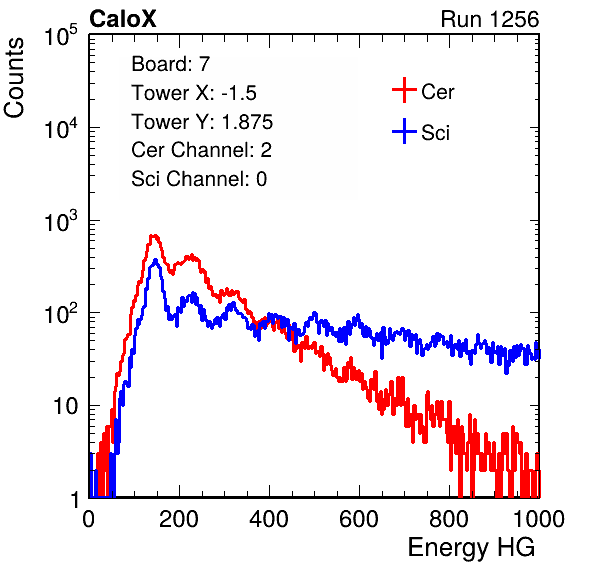 CaloX Run 1256
Counts
10^5
10^4
10^3
10^2
10
1
Board: 7
Tower X: -1.5
Tower Y: 1.875
Cer Channel: 2
Sci Channel: 0
Cer
Sci
0 200 400 600 800 1000
Energy HG